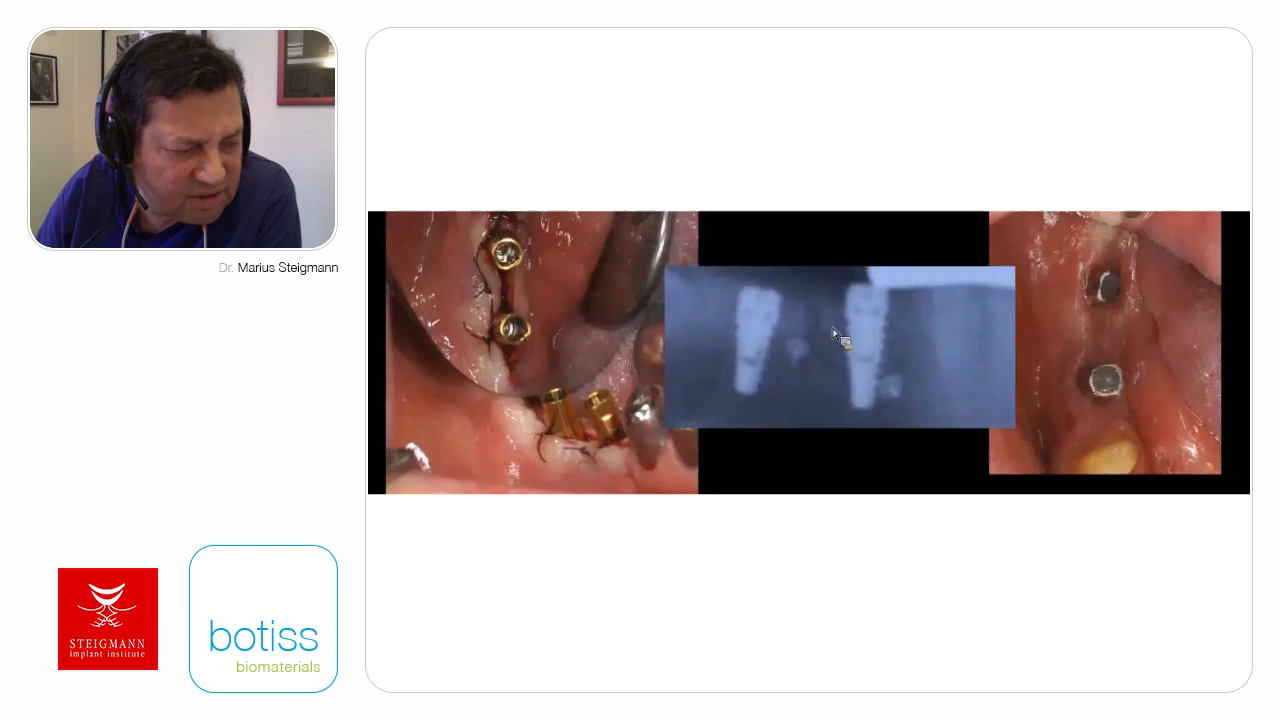 Dr. Marius Steigmann
STEIGMANN
implant institute
botiss
biomaterials